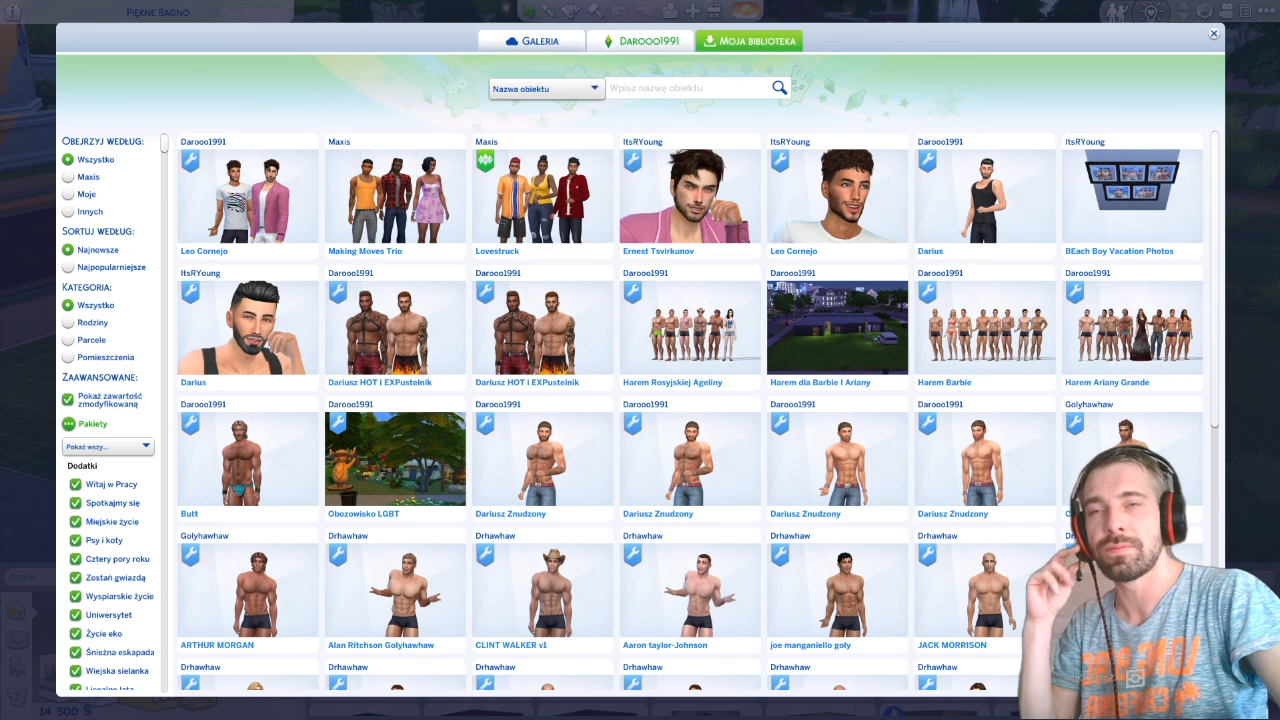 PIĘKNE BAGNO
GALERIA
DAROOO1991
MOJA BIBLIOTEKA
Nazwa obiektu
Wpisz nazwę obiektu
OBEJRZYJ WEDŁUG:
Wszystko
Maxis
Moje
Innych
SORTUJ WEDŁUG:
Najnowsze
Najpopularniejsze
KATEGORIA:
Wszystko
Rodziny
Parcele
Pomieszczenia
ZAAWANSOWANE:
Pokaż zawartość
zmodyfikowaną
Pakiety
Pokaż wszy...
Dodatki
Witaj w Pracy
Spotkajmy się
Miejskie życie
Psy i koty
Cztery pory roku
Zostań gwiazdą
Wyspiarskie życie
Uniwersytet
Życie eko
Śnieżna eskapada
Wiejska sielanka
Licealne lata
Darooo1991
Maxis
Maxis
ItsRYoung
ItsRYoung
Darooo1991
ItsRYoung
Leo Cornejo
Making Moves Trio
Lovestruck
Ernest Tsvirkunov
Leo Cornejo
Darius
BEach Boy Vacation Photos
ItsRYoung
Darooo1991
Darooo1991
Darooo1991
Darooo1991
Darooo1991
Darooo1991
Darius
Dariusz HOT i EXPustelnik
Dariusz HOT i EXPustelnik
Harem Rosyjskiej Ageliny
Harem dla Barbie I Ariany
Harem Barbie
Harem Ariany Grande
Darooo1991
Darooo1991
Darooo1991
Darooo1991
Darooo1991
Darooo1991
Golyhawhaw
Butt
Obozowisko LGBT
Dariusz Znudzony
Dariusz Znudzony
Dariusz Znudzony
Dariusz Znudzony
Golyhawhaw
Drhawhaw
Drhawhaw
Drhawhaw
Drhawhaw
Drhawhaw
ARTHUR MORGAN
Alan Ritchson Golyhawhaw
CLINT WALKER v1
Aaron taylor-Johnson
joe manganiello goly
JACK MORRISON
Drhawhaw
Drhawhaw
Drhawhaw
Drhawhaw
Drhawhaw
Drhawhaw
14 500 $